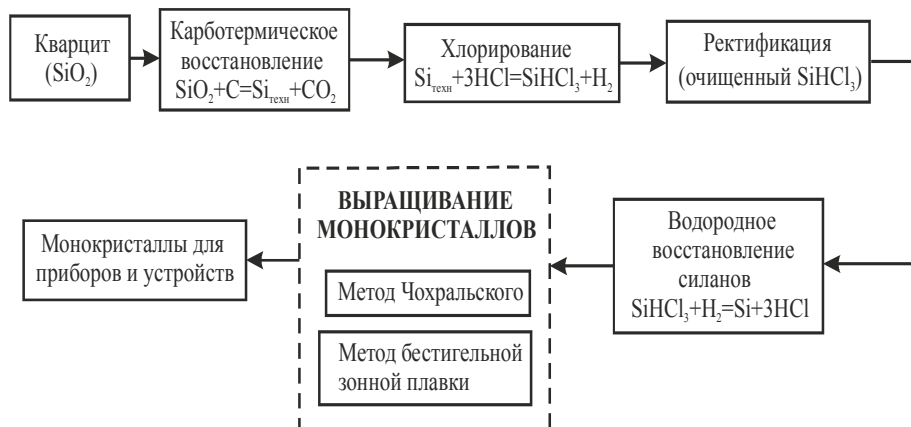 Кварцит
(SiO₂)
Карботермическое
восстановление
SiO₂+C=Siтехн+CO₂
Хлорирование
Siтехн+3HCl=SiHCl₃+H₂
Ректификация
(очищенный SiHCl₃)
Водородное
восстановление
силанов
SiHCl₃+H₂=Si+3HCl
ВЫРАЩИВАНИЕ
МОНОКРИСТАЛЛОВ
Метод Чохральского
Метод бестигельной
зонной плавки
Монокристаллы для
приборов и устройств